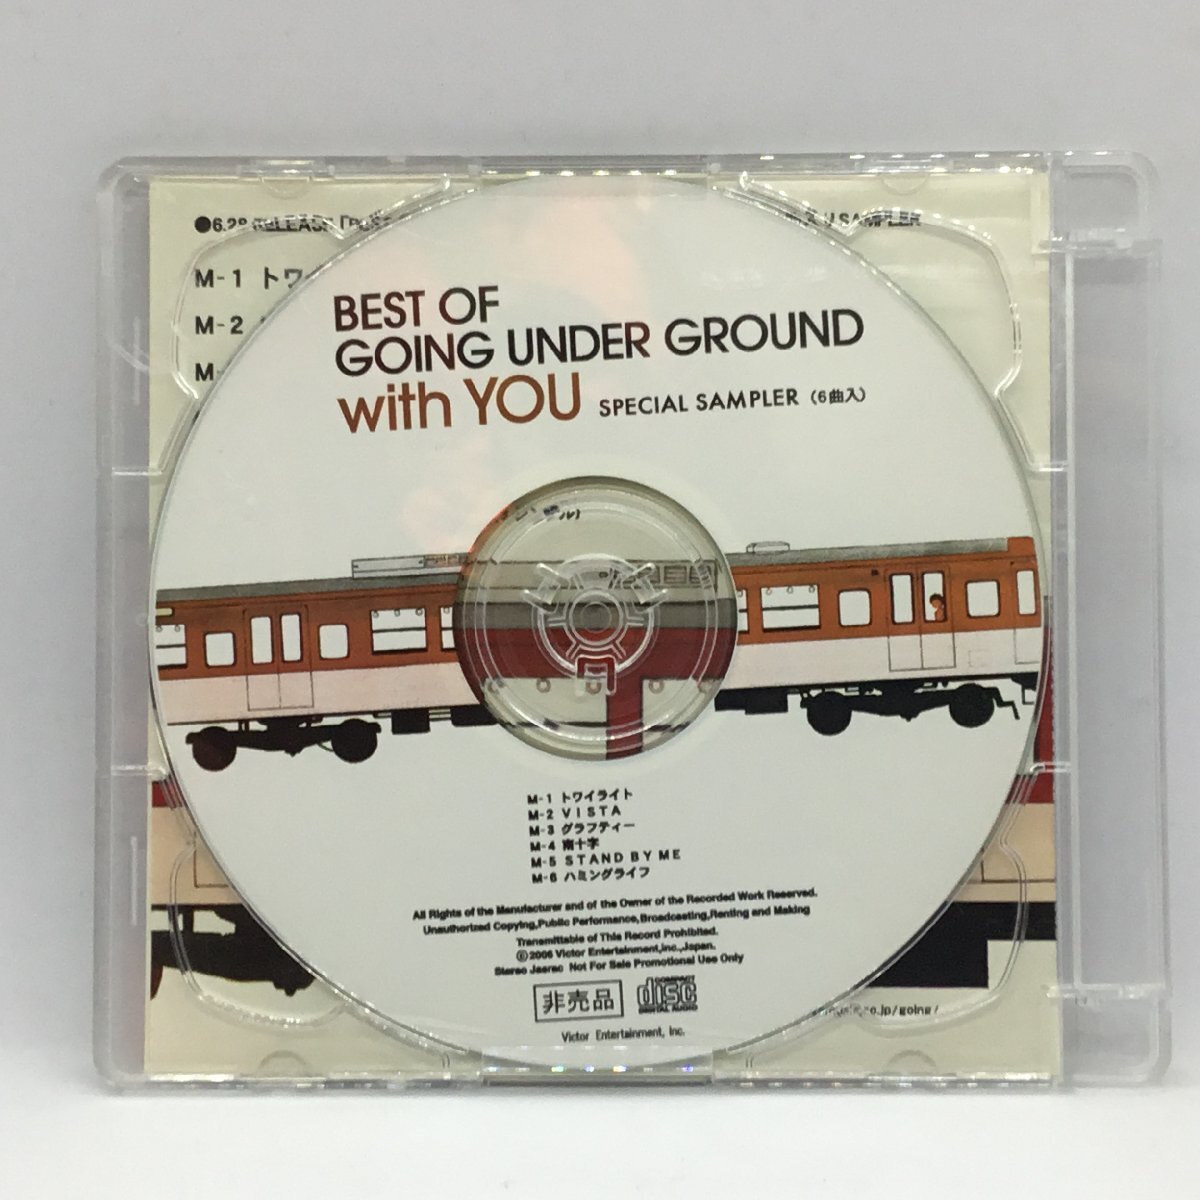 ●6.28 RELEASE
SAMPLER
M-1 トワイ
M-2
M-
BEST OF
GOING UNDER GROUND
with YOU SPECIAL SAMPLER (6曲入)
M-1 トワイライト
M-2 VISTA
M-3 グラフティー
M-4 南十字
M-5 STAND BY ME
M-6 ハミングライフ
All Rights of the Manufacturer and of the Owner of the Recorded Work Reserved.
Unauthorized Copying,Public Performance,Broadcasting,Renting and Making
Transmittable of This Record Prohibited.
Ⓟ2006 Victor Entertainment,Inc.,Japan.
Stereo Jasrac Not For Sale Promotional Use Only
非売品 COMPACT disc DIGITAL AUDIO
Victor Entertainment, Inc.
co.jp/going/